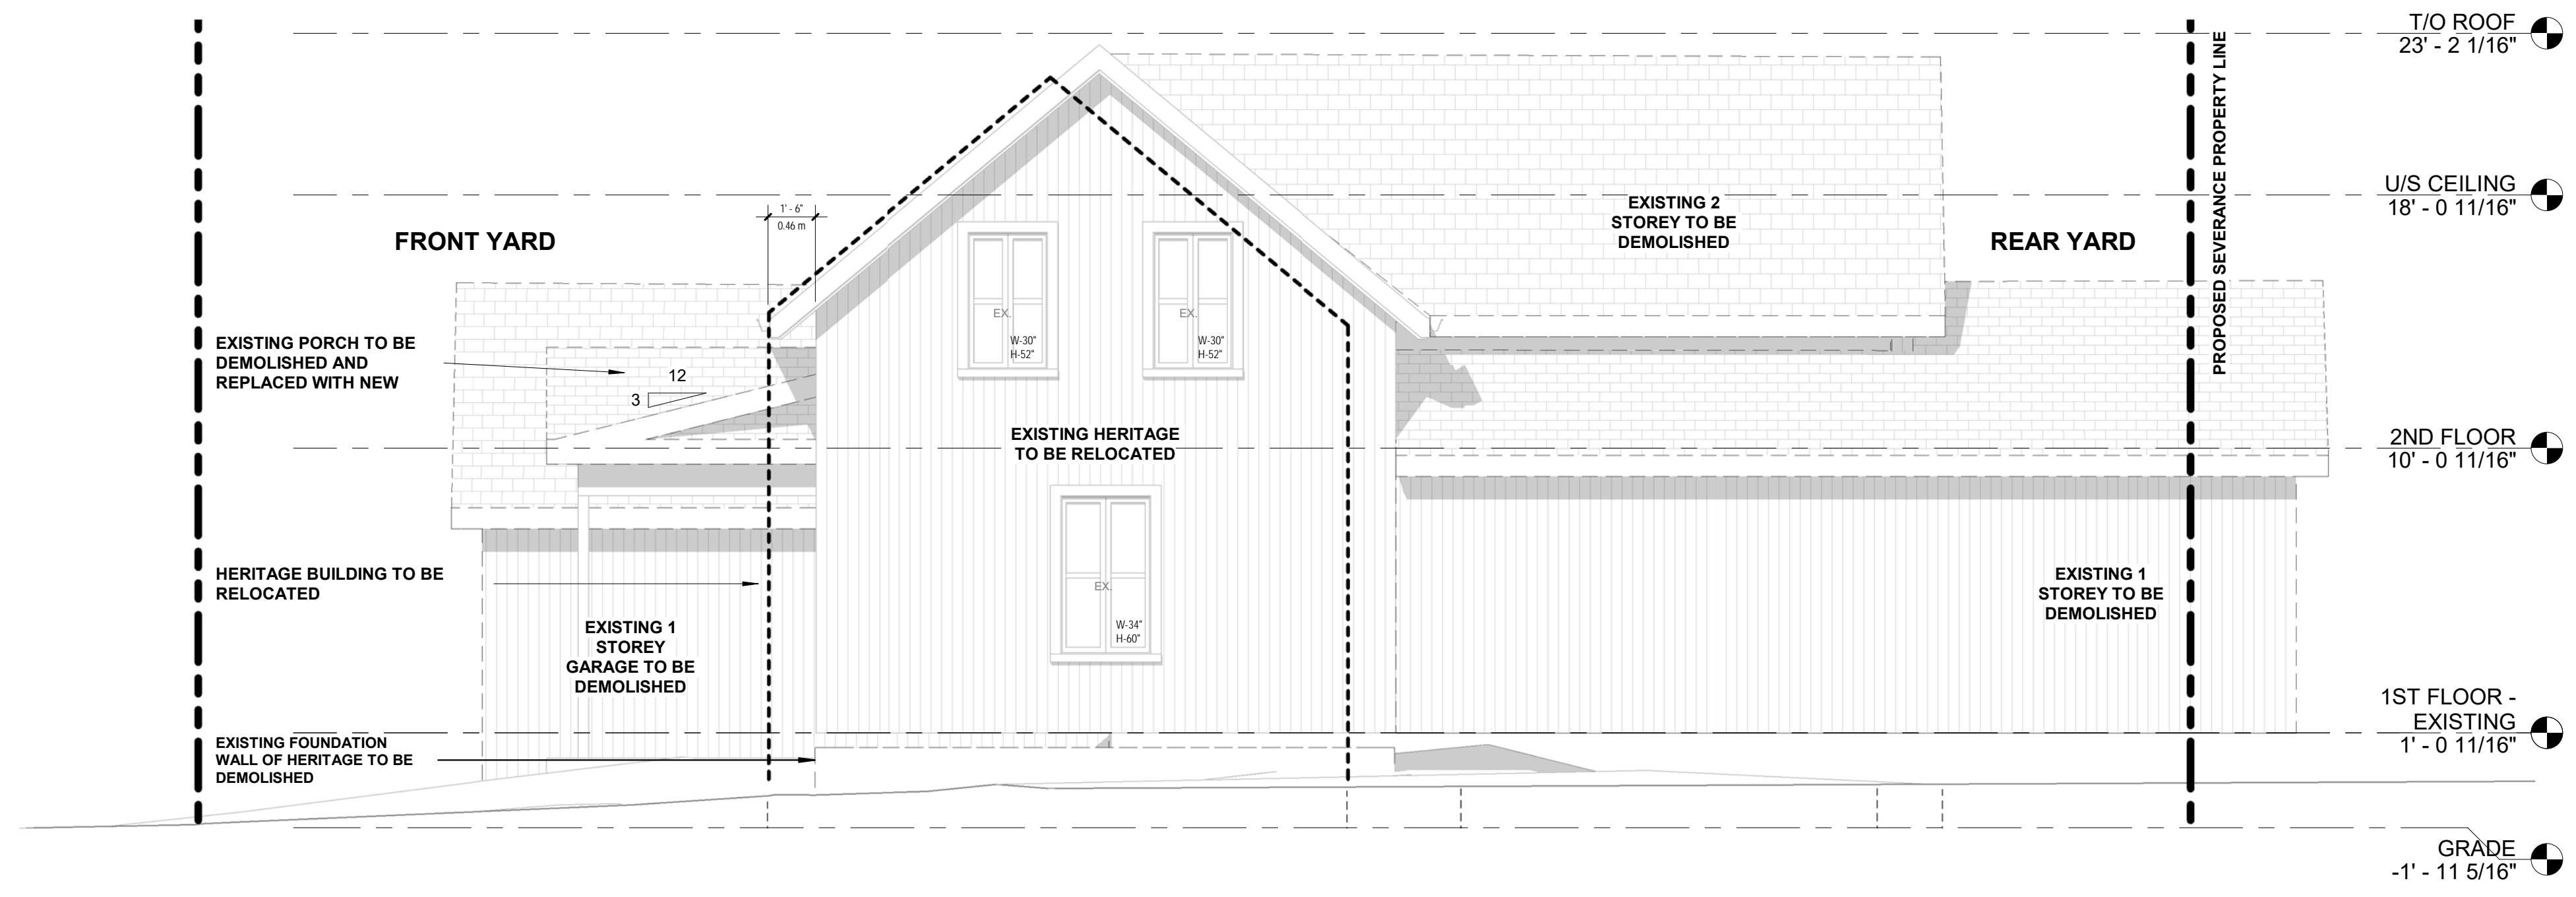 T/O ROOF
23' - 2 1/16"
PROPOSED SEVERANCE PROPERTY LINE
U/S CEILING
18' - 0 11/16"
1' - 6"
0.46 m
FRONT YARD
EXISTING 2
STOREY TO BE
DEMOLISHED
REAR YARD
EXISTING PORCH TO BE
DEMOLISHED AND
REPLACED WITH NEW
12
3
EX.
W-30"
H-52"
EX.
W-30"
H-52"
EXISTING HERITAGE
TO BE RELOCATED
2ND FLOOR
10' - 0 11/16"
HERITAGE BUILDING TO BE
RELOCATED
EXISTING 1
STOREY
GARAGE TO BE
DEMOLISHED
EX.
W-34"
H-60"
EXISTING 1
STOREY TO BE
DEMOLISHED
1ST FLOOR -
EXISTING
1' - 0 11/16"
EXISTING FOUNDATION
WALL OF HERITAGE TO BE
DEMOLISHED
GRADE
-1' - 11 5/16"